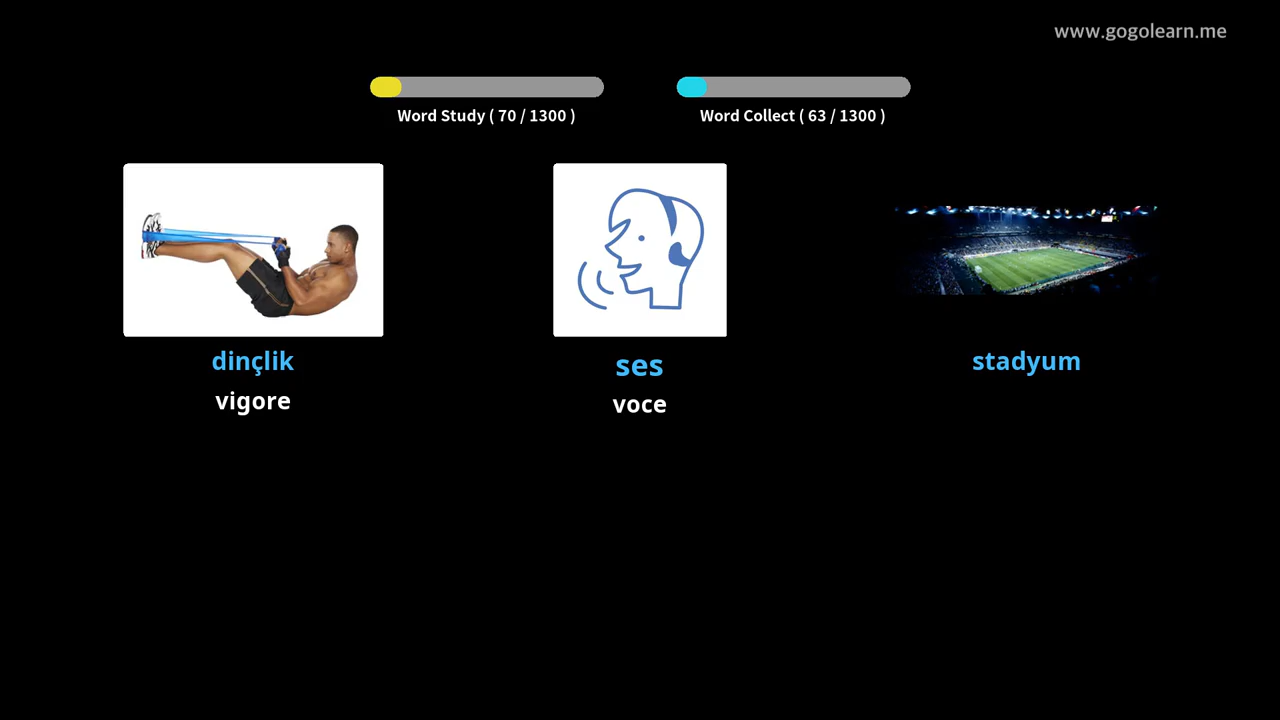 www.gogolearn.me
Word Study ( 70 / 1300 )
Word Collect ( 63 / 1300 )
dinçlik
vigore
ses
voce
stadyum